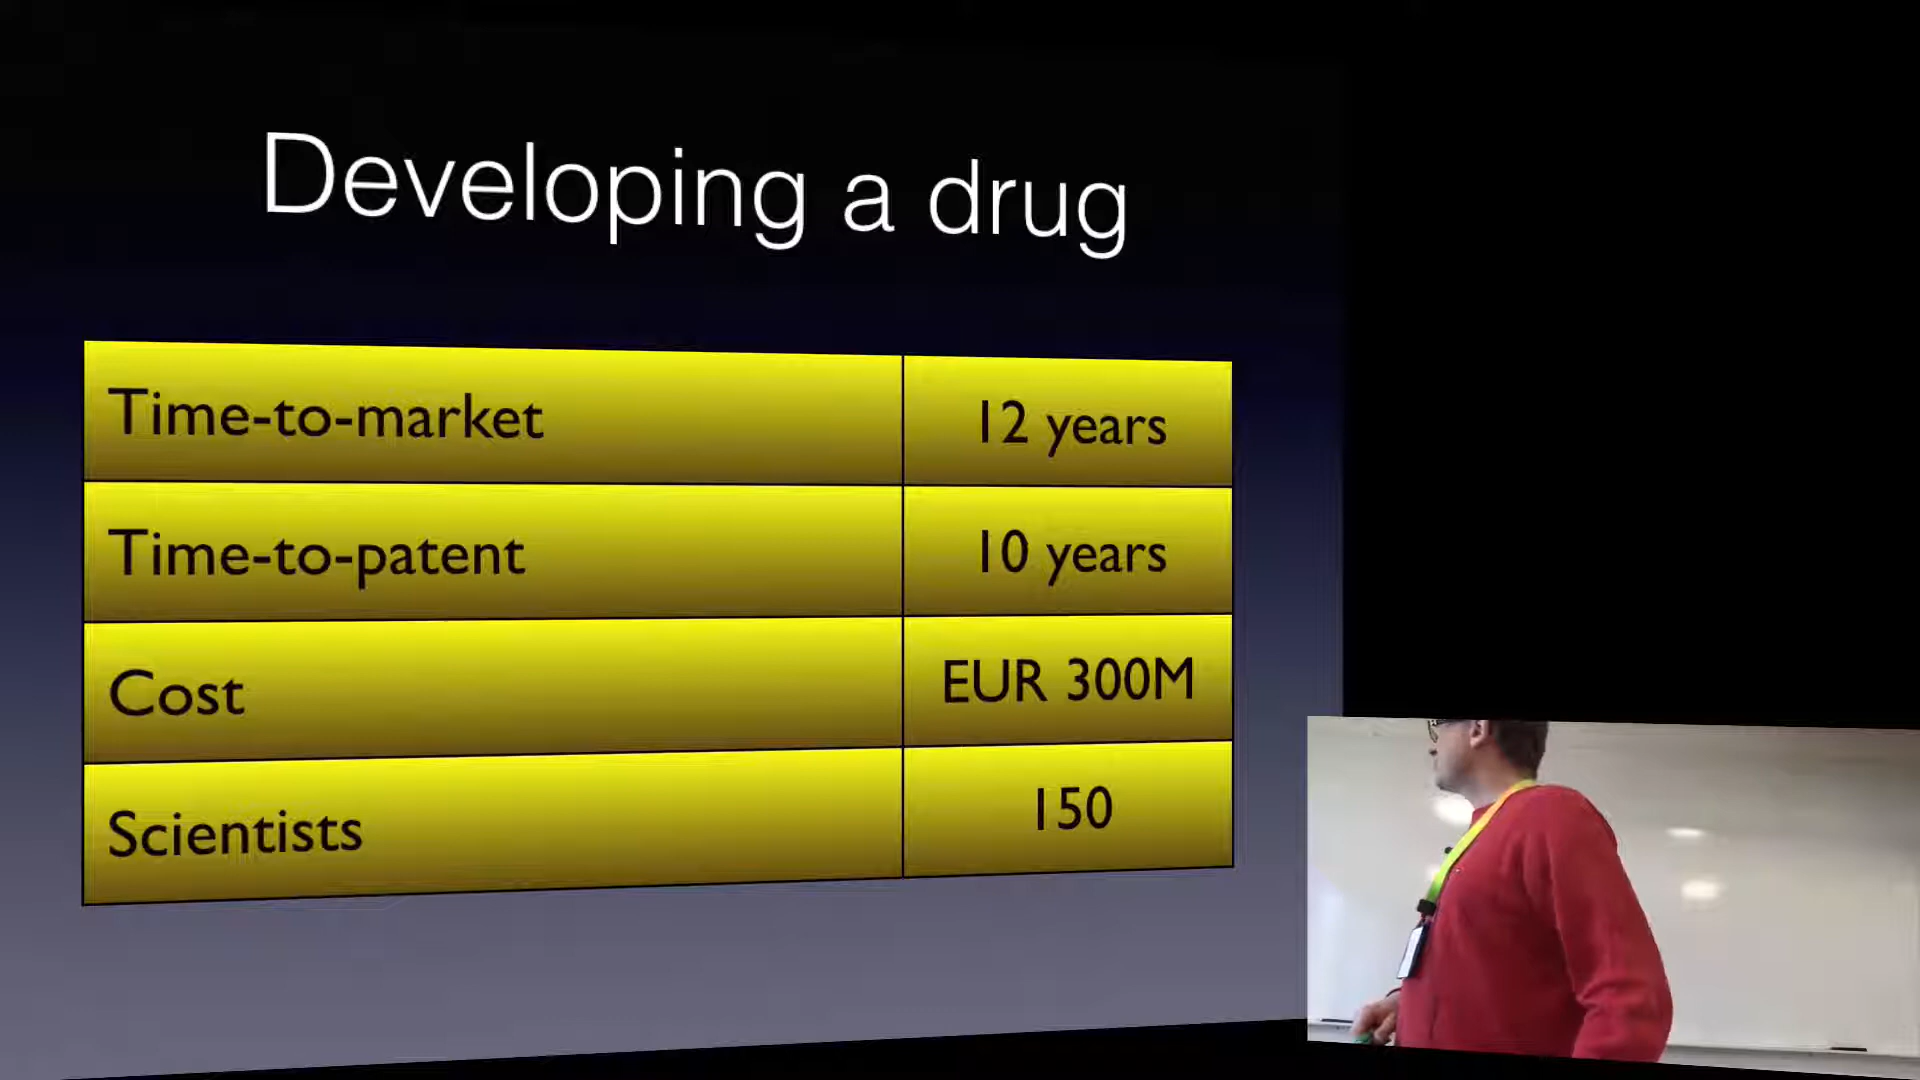 Developing a drug
Time-to-market 12 years
Time-to-patent 10 years
Cost EUR 300M
Scientists 150